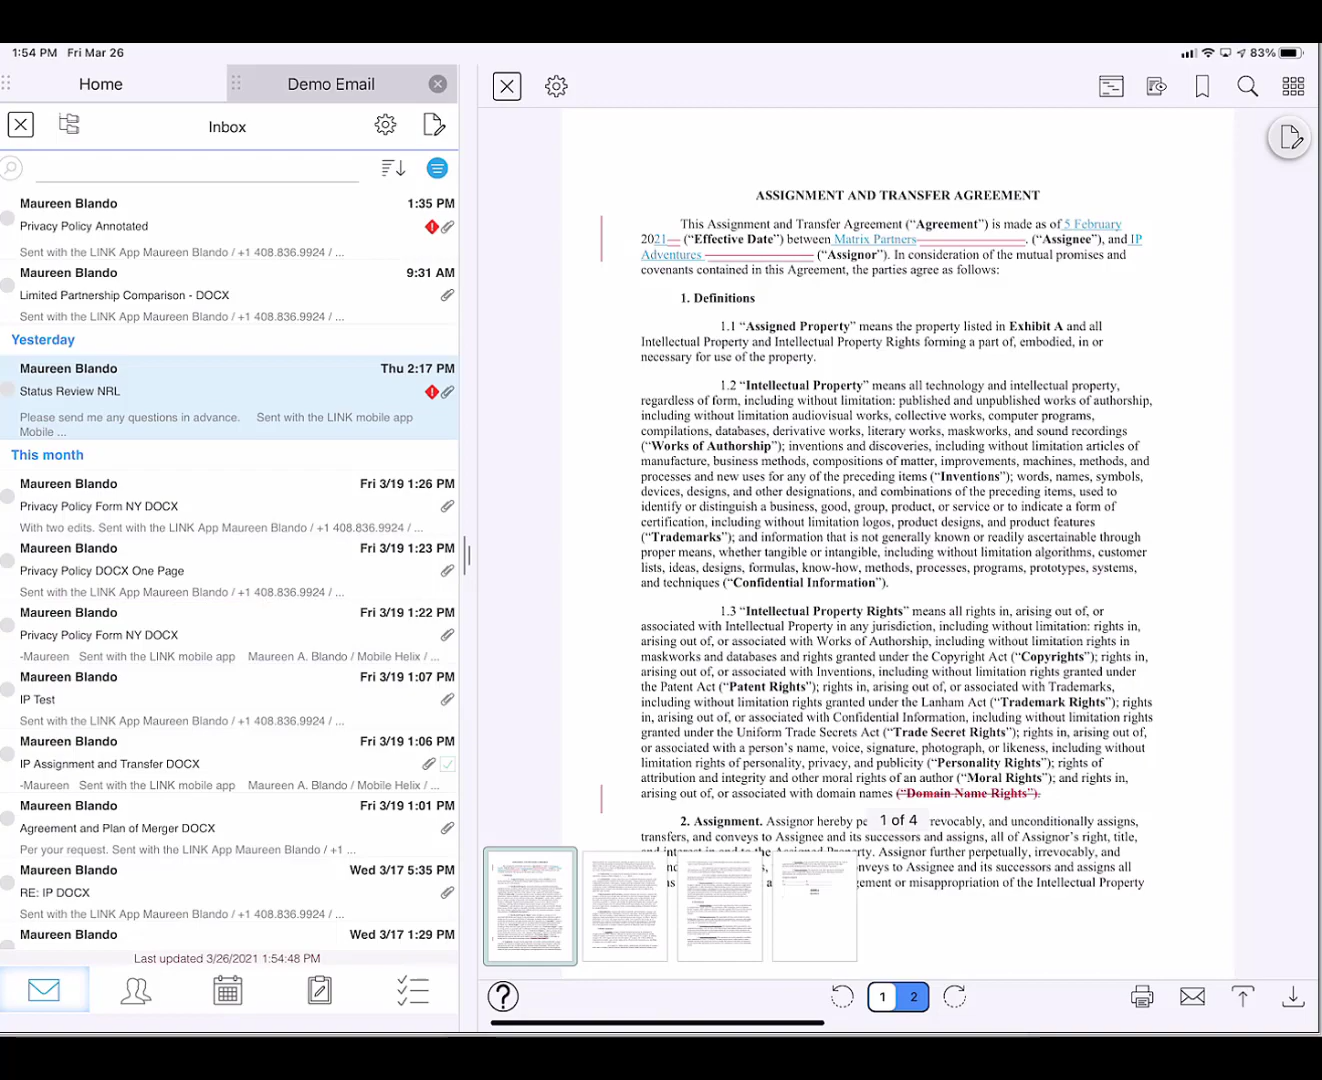 1:54 PM Fri Mar 26
83%
Home
Demo Email
Inbox
Maureen Blando 1:35 PM
Privacy Policy Annotated
Sent with the LINK App Maureen Blando / +1 408.836.9924 / ...
Maureen Blando 9:31 AM
Limited Partnership Comparison - DOCX
Sent with the LINK App Maureen Blando / +1 408.836.9924 / ...
Yesterday
Maureen Blando Thu 2:17 PM
Status Review NRL
Please send me any questions in advance. Sent with the LINK mobile app
Mobile ...
This month
Maureen Blando Fri 3/19 1:26 PM
Privacy Policy Form NY DOCX
With two edits. Sent with the LINK App Maureen Blando / +1 408.836.9924 / ...
Maureen Blando Fri 3/19 1:23 PM
Privacy Policy DOCX One Page
Sent with the LINK App Maureen Blando / +1 408.836.9924 / ...
Maureen Blando Fri 3/19 1:22 PM
Privacy Policy Form NY DOCX
-Maureen Sent with the LINK mobile app Maureen A. Blando / Mobile Helix / ...
Maureen Blando Fri 3/19 1:07 PM
IP Test
Sent with the LINK App Maureen Blando / +1 408.836.9924 / ...
Maureen Blando Fri 3/19 1:06 PM
IP Assignment and Transfer DOCX
-Maureen Sent with the LINK mobile app Maureen A. Blando / Mobile Helix / ...
Maureen Blando Fri 3/19 1:01 PM
Agreement and Plan of Merger DOCX
Per your request. Sent with the LINK App Maureen Blando / +1 ...
Maureen Blando Wed 3/17 5:35 PM
RE: IP DOCX
Sent with the LINK App Maureen Blando / +1 408.836.9924 / ...
Maureen Blando Wed 3/17 1:29 PM
Last updated 3/26/2021 1:54:48 PM
ASSIGNMENT AND TRANSFER AGREEMENT
This Assignment and Transfer Agreement (“Agreement”) is made as of 5 February
2021 (“Effective Date”) between Matrix Partners , (“Assignee”), and IP
Adventures (“Assignor”). In consideration of the mutual promises and
covenants contained in this Agreement, the parties agree as follows:
1. Definitions
1.1 “Assigned Property” means the property listed in Exhibit A and all
Intellectual Property and Intellectual Property Rights forming a part of, embodied, in or
necessary for use of the property.
1.2 “Intellectual Property” means all technology and intellectual property,
regardless of form, including without limitation: published and unpublished works of authorship,
including without limitation audiovisual works, collective works, computer programs,
compilations, databases, derivative works, literary works, maskworks, and sound recordings
(“Works of Authorship”); inventions and discoveries, including without limitation articles of
manufacture, business methods, compositions of matter, improvements, machines, methods, and
processes and new uses for any of the preceding items (“Inventions”); words, names, symbols,
devices, designs, and other designations, and combinations of the preceding items, used to
identify or distinguish a business, good, group, product, or service or to indicate a form of
certification, including without limitation logos, product designs, and product features
(“Trademarks”); and information that is not generally known or readily ascertainable through
proper means, whether tangible or intangible, including without limitation algorithms, customer
lists, ideas, designs, formulas, know-how, methods, processes, programs, prototypes, systems,
and techniques (“Confidential Information”).
1.3 “Intellectual Property Rights” means all rights in, arising out of, or
associated with Intellectual Property in any jurisdiction, including without limitation: rights in,
arising out of, or associated with Works of Authorship, including without limitation rights in
maskworks and databases and rights granted under the Copyright Act (“Copyrights”); rights in,
arising out of, or associated with Inventions, including without limitation rights granted under
the Patent Act (“Patent Rights”); rights in, arising out of, or associated with Trademarks,
including without limitation rights granted under the Lanham Act (“Trademark Rights”); rights
in, arising out of, or associated with Confidential Information, including without limitation rights
granted under the Uniform Trade Secrets Act (“Trade Secret Rights”); rights in, arising out of,
or associated with a person’s name, voice, signature, photograph, or likeness, including without
limitation rights of personality, privacy, and publicity (“Personality Rights”); rights of
attribution and integrity and other moral rights of an author (“Moral Rights”); and rights in,
arising out of, or associated with domain names (“Domain Name Rights”).
2. Assignment. Assignor hereby pe 1 of 4 revocably, and unconditionally assigns,
transfers, and conveys to Assignee and its successors and assigns, all of Assignor’s right, title,
and interest in and to the Assigned Property. Assignor further perpetually, irrevocably, and
nveys to Assignee and its successors and assigns all
gement or misappropriation of the Intellectual Property
? 1 2